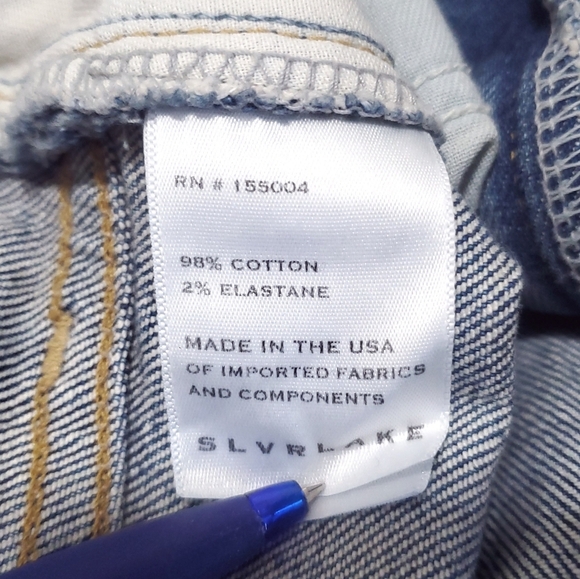 RN # 155004
98% COTTON
2% ELASTANE
MADE IN THE USA
OF IMPORTED FABRICS
AND COMPONENTS
SLVRLAKE